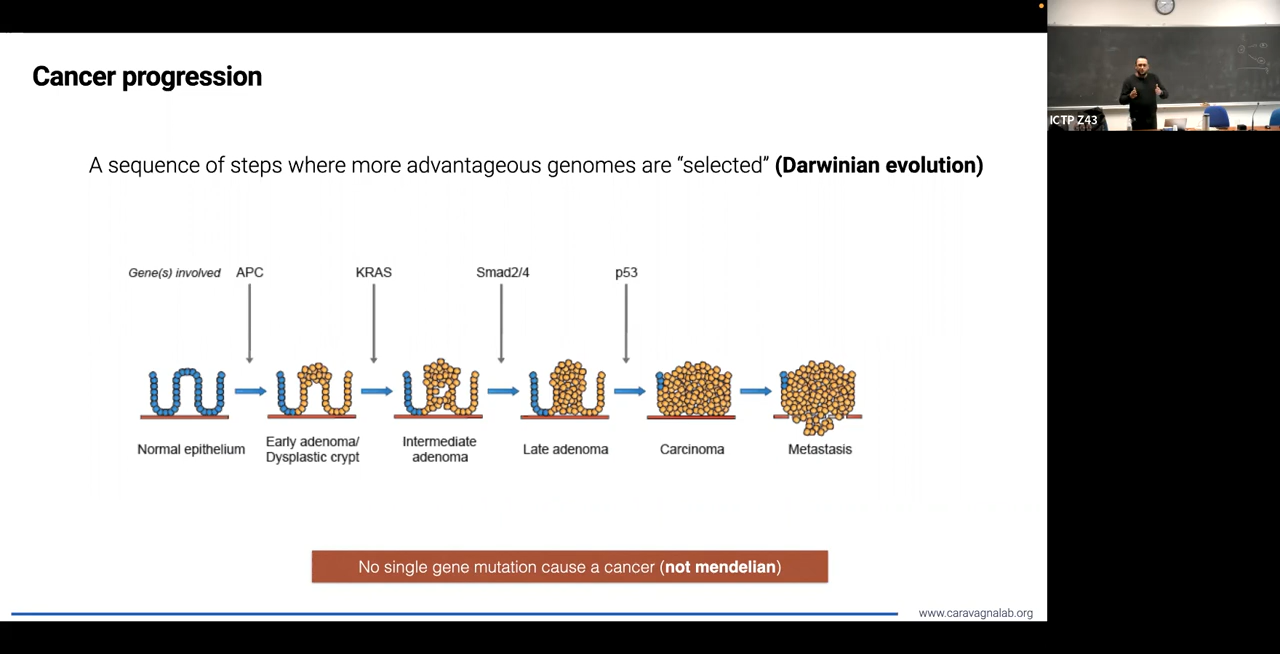 Cancer progression
ICTP Z43
A sequence of steps where more advantageous genomes are “selected” (Darwinian evolution)
Gene(s) involved APC KRAS Smad2/4 p53
Normal epithelium
Early adenoma/
Dysplastic crypt
Intermediate
adenoma
Late adenoma
Carcinoma
Metastasis
No single gene mutation cause a cancer (not mendelian)
www.caravagnalab.org